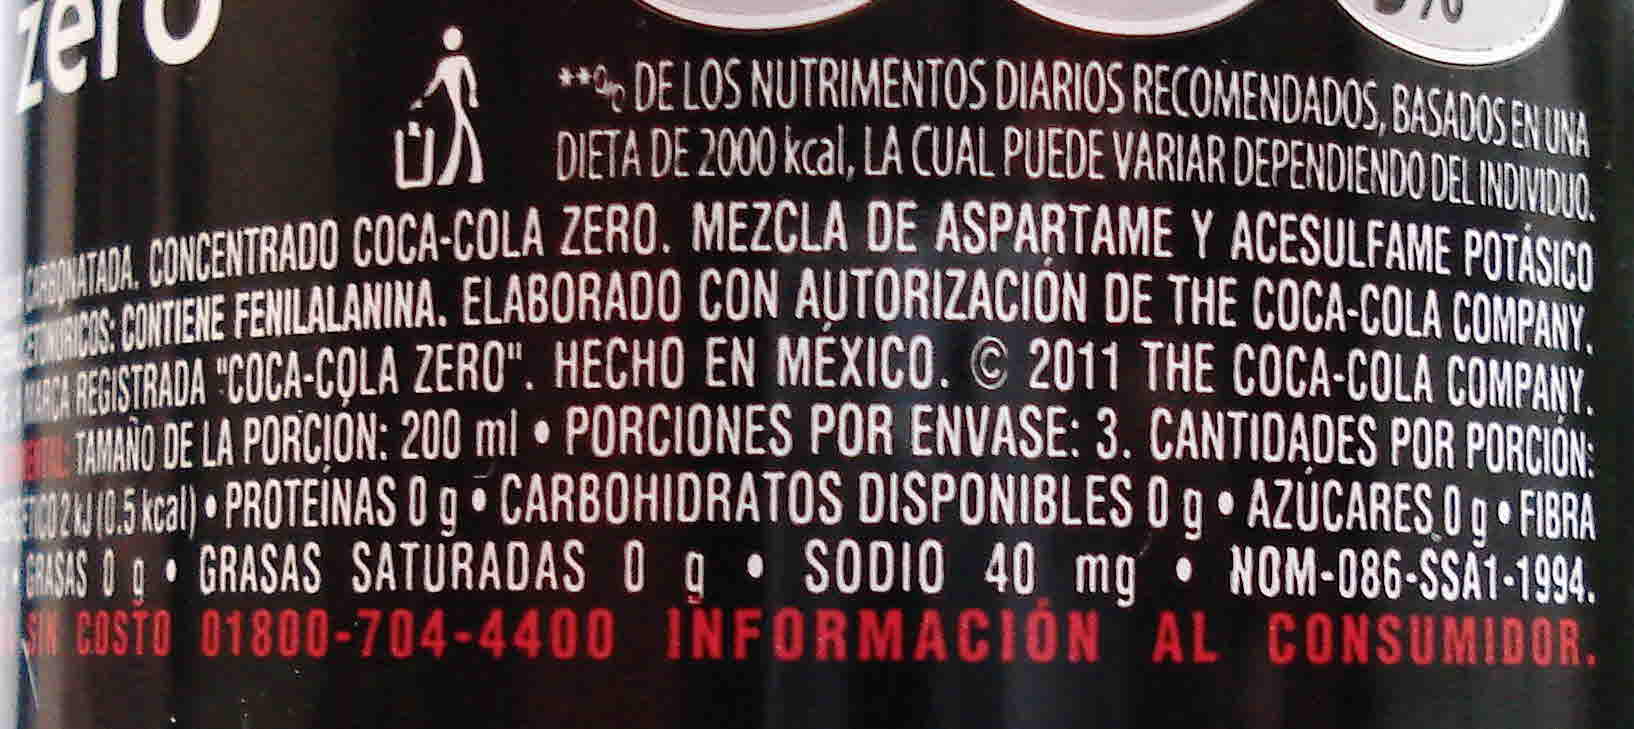 zero
%
**% DE LOS NUTRIMENTOS DIARIOS RECOMENDADOS, BASADOS EN UNA
DIETA DE 2000 kcal, LA CUAL PUEDE VARIAR DEPENDIENDO DEL INDIVIDUO.
CARBONATADA. CONCENTRADO COCA-COLA ZERO. MEZCLA DE ASPARTAME Y ACESULFAME POTÁSICO
CONTIENE FENILALANINA. ELABORADO CON AUTORIZACIÓN DE THE COCA-COLA COMPANY.
MARCA REGISTRADA "COCA-COLA ZERO". HECHO EN MÉXICO. © 2011 THE COCA-COLA COMPANY.
TAMAÑO DE LA PORCIÓN: 200 ml • PORCIONES POR ENVASE: 3. CANTIDADES POR PORCIÓN:
2 kJ (0.5 kcal) • PROTEÍNAS 0 g • CARBOHIDRATOS DISPONIBLES 0 g • AZÚCARES 0 g • FIBRA
• GRASAS 0 g • GRASAS SATURADAS 0 g • SODIO 40 mg • NOM-086-SSA1-1994.
SIN COSTO 01800-704-4400 INFORMACIÓN AL CONSUMIDOR.